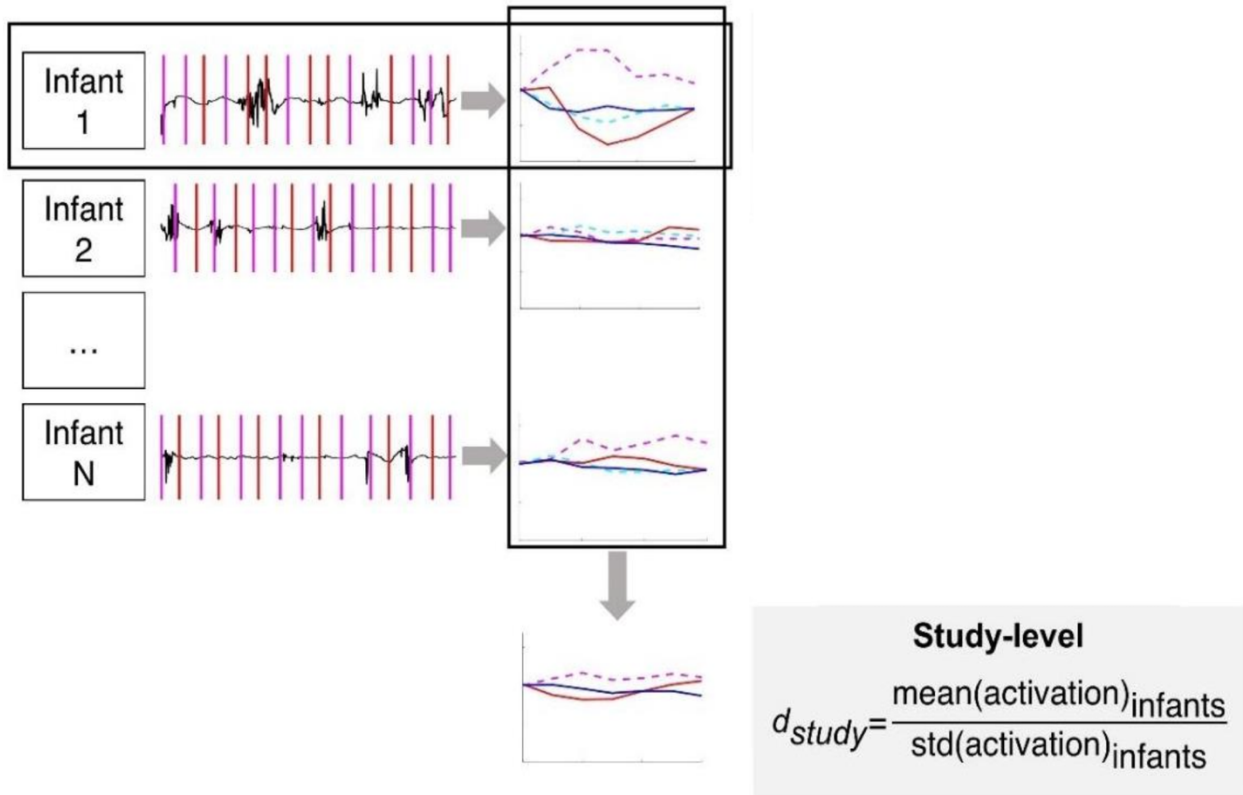 Infant
1
Infant
2
...
Infant
N
Study-level
d_study = mean(activation)_infants
std(activation)_infants